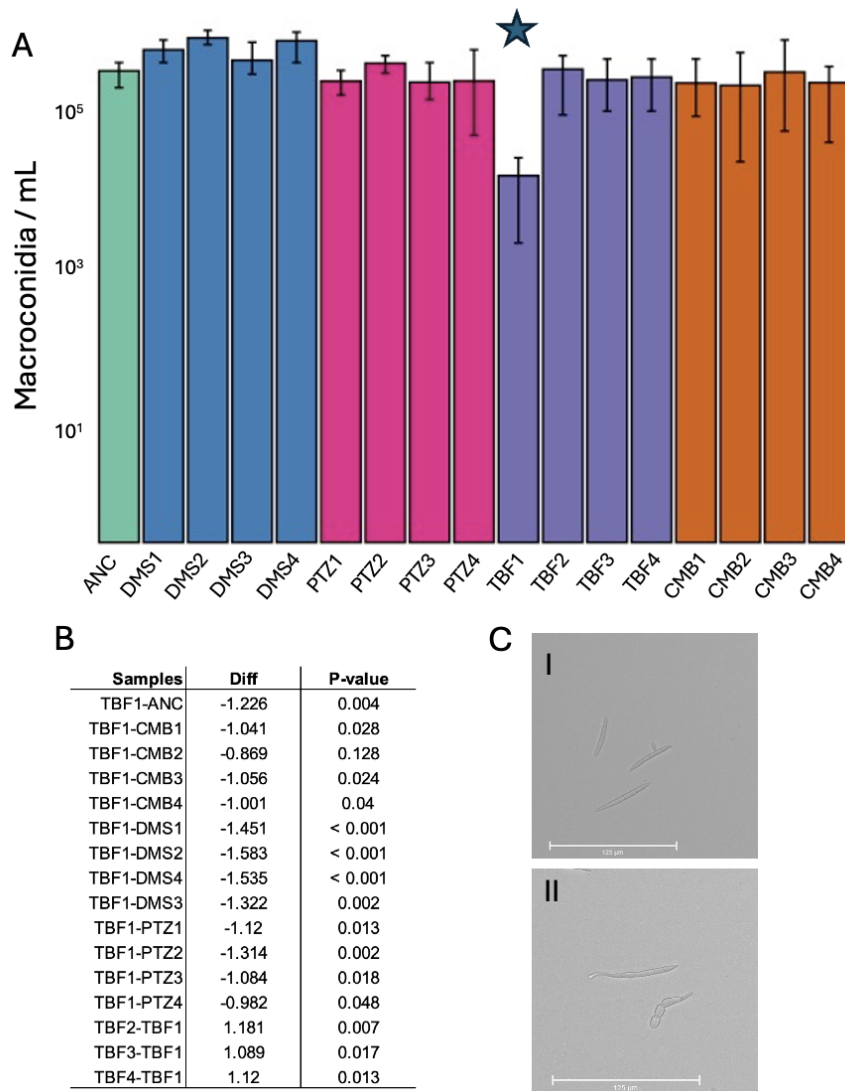 A
Macroconidia / mL
10⁵
10³
10¹
ANC DMS1 DMS2 DMS3 DMS4 PTZ1 PTZ2 PTZ3 PTZ4 TBF1 TBF2 TBF3 TBF4 CMB1 CMB2 CMB3 CMB4
B
Samples Diff P-value
TBF1-ANC -1.226 0.004
TBF1-CMB1 -1.041 0.028
TBF1-CMB2 -0.869 0.128
TBF1-CMB3 -1.056 0.024
TBF1-CMB4 -1.001 0.04
TBF1-DMS1 -1.451 < 0.001
TBF1-DMS2 -1.583 < 0.001
TBF1-DMS4 -1.535 < 0.001
TBF1-DMS3 -1.322 0.002
TBF1-PTZ1 -1.12 0.013
TBF1-PTZ2 -1.314 0.002
TBF1-PTZ3 -1.084 0.018
TBF1-PTZ4 -0.982 0.048
TBF2-TBF1 1.181 0.007
TBF3-TBF1 1.089 0.017
TBF4-TBF1 1.12 0.013
C
I
125 µm
II
125 µm